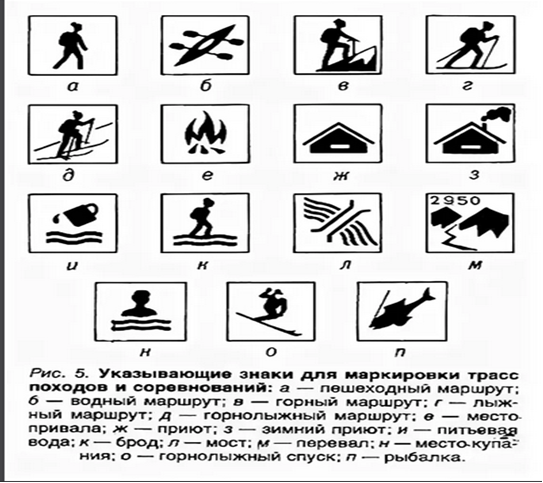 а б в г
д е ж з
2950
и к л м
н о п
Рис. 5. Указывающие знаки для маркировки трасс
походов и соревнований: а — пешеходный маршрут;
б — водный маршрут; в — горный маршрут; г — лыж-
ный маршрут; д — горнолыжный маршрут; е — место
привала; ж — приют; з — зимний приют; и — питьевая
вода; к — брод; л — мост; м — перевал; н — место купа-
ния; о — горнолыжный спуск; п — рыбалка.